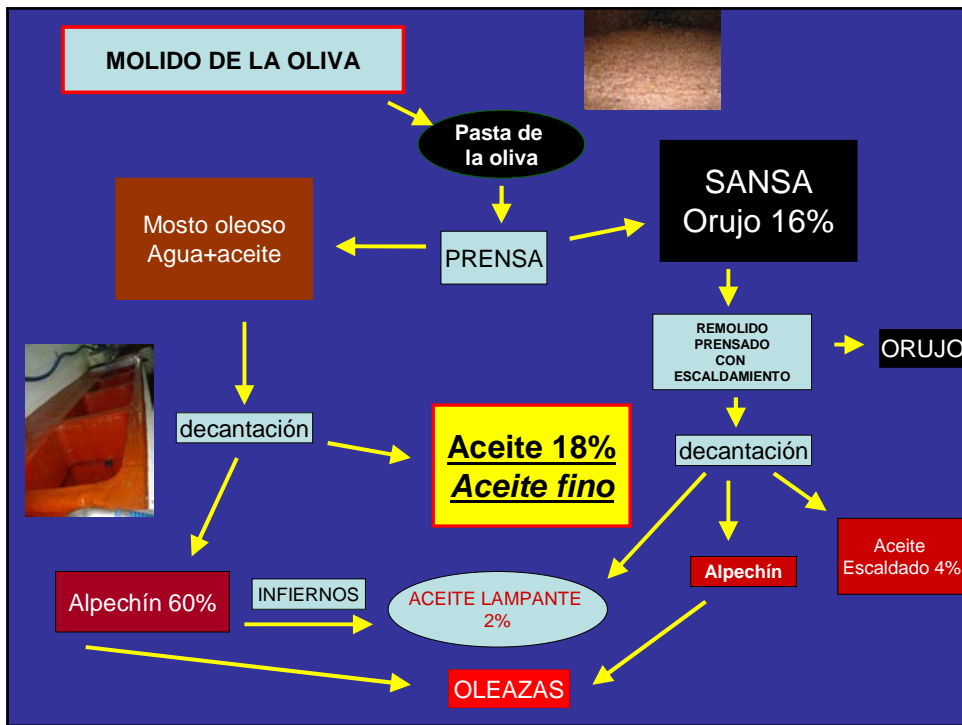 MOLIDO DE LA OLIVA
Pasta de
la oliva
SANSA
Orujo 16%
Mosto oleoso
Agua+aceite
PRENSA
REMOLIDO
PRENSADO
CON
ESCALDAMIENTO
ORUJO
decantación
Aceite 18%
Aceite fino
decantación
Aceite
Escaldado 4%
Alpechín
Alpechín 60%
INFIERNOS
ACEITE LAMPANTE
2%
OLEAZAS